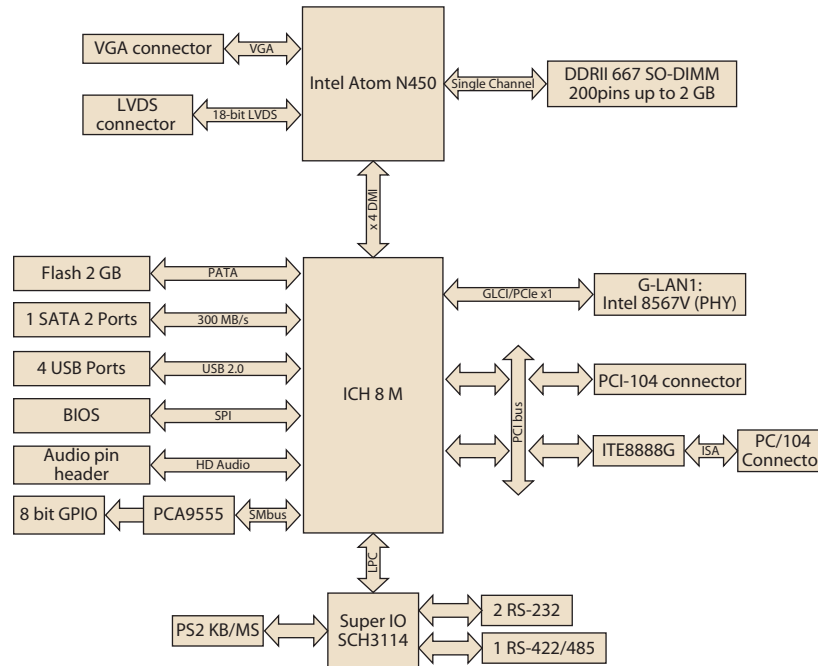 VGA connector
VGA
Intel Atom N450
Single Channel
DDRII 667 SO-DIMM
200pins up to 2 GB
LVDS
connector
18-bit LVDS
x 4 DMI
Flash 2 GB
PATA
GLCI/PCIe x1
G-LAN1:
Intel 8567V (PHY)
1 SATA 2 Ports
300 MB/s
4 USB Ports
USB 2.0
ICH 8 M
PCI bus
PCI-104 connector
BIOS
SPI
Audio pin
header
HD Audio
ITE8888G
ISA
PC/104
Connecto
8 bit GPIO
PCA9555
SMbus
LPC
PS2 KB/MS
Super IO
SCH3114
2 RS-232
1 RS-422/485